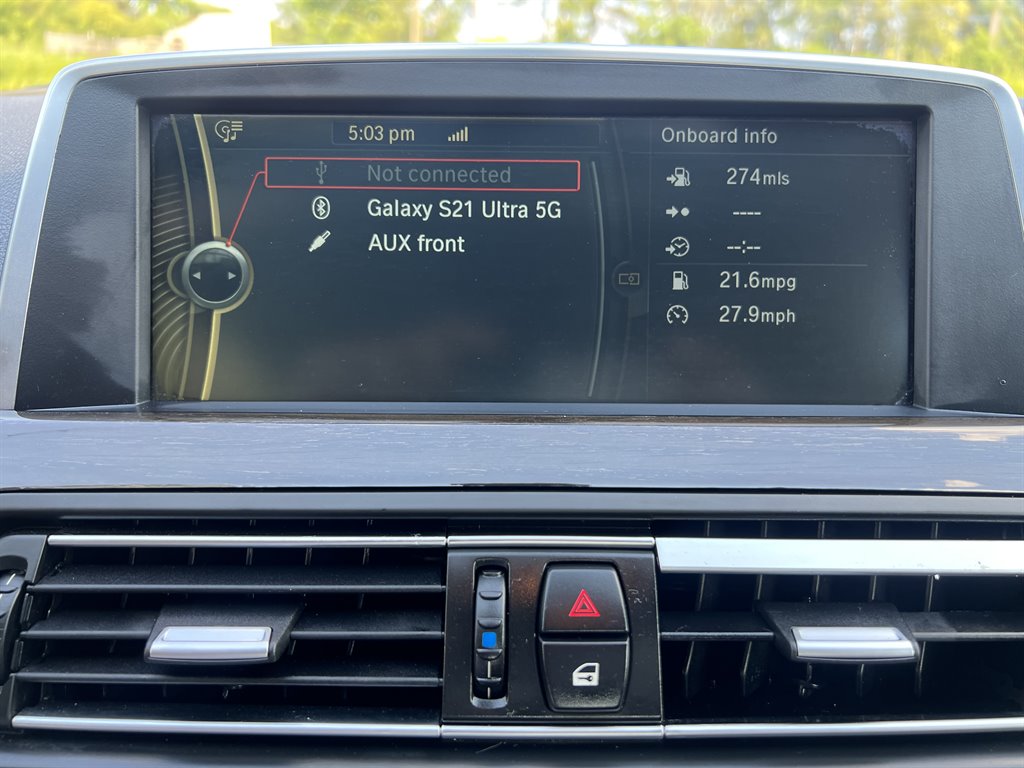 5:03 pm
Not connected
Galaxy S21 Ultra 5G
AUX front
Onboard info
274mls
----
--:--
21.6mpg
27.9mph